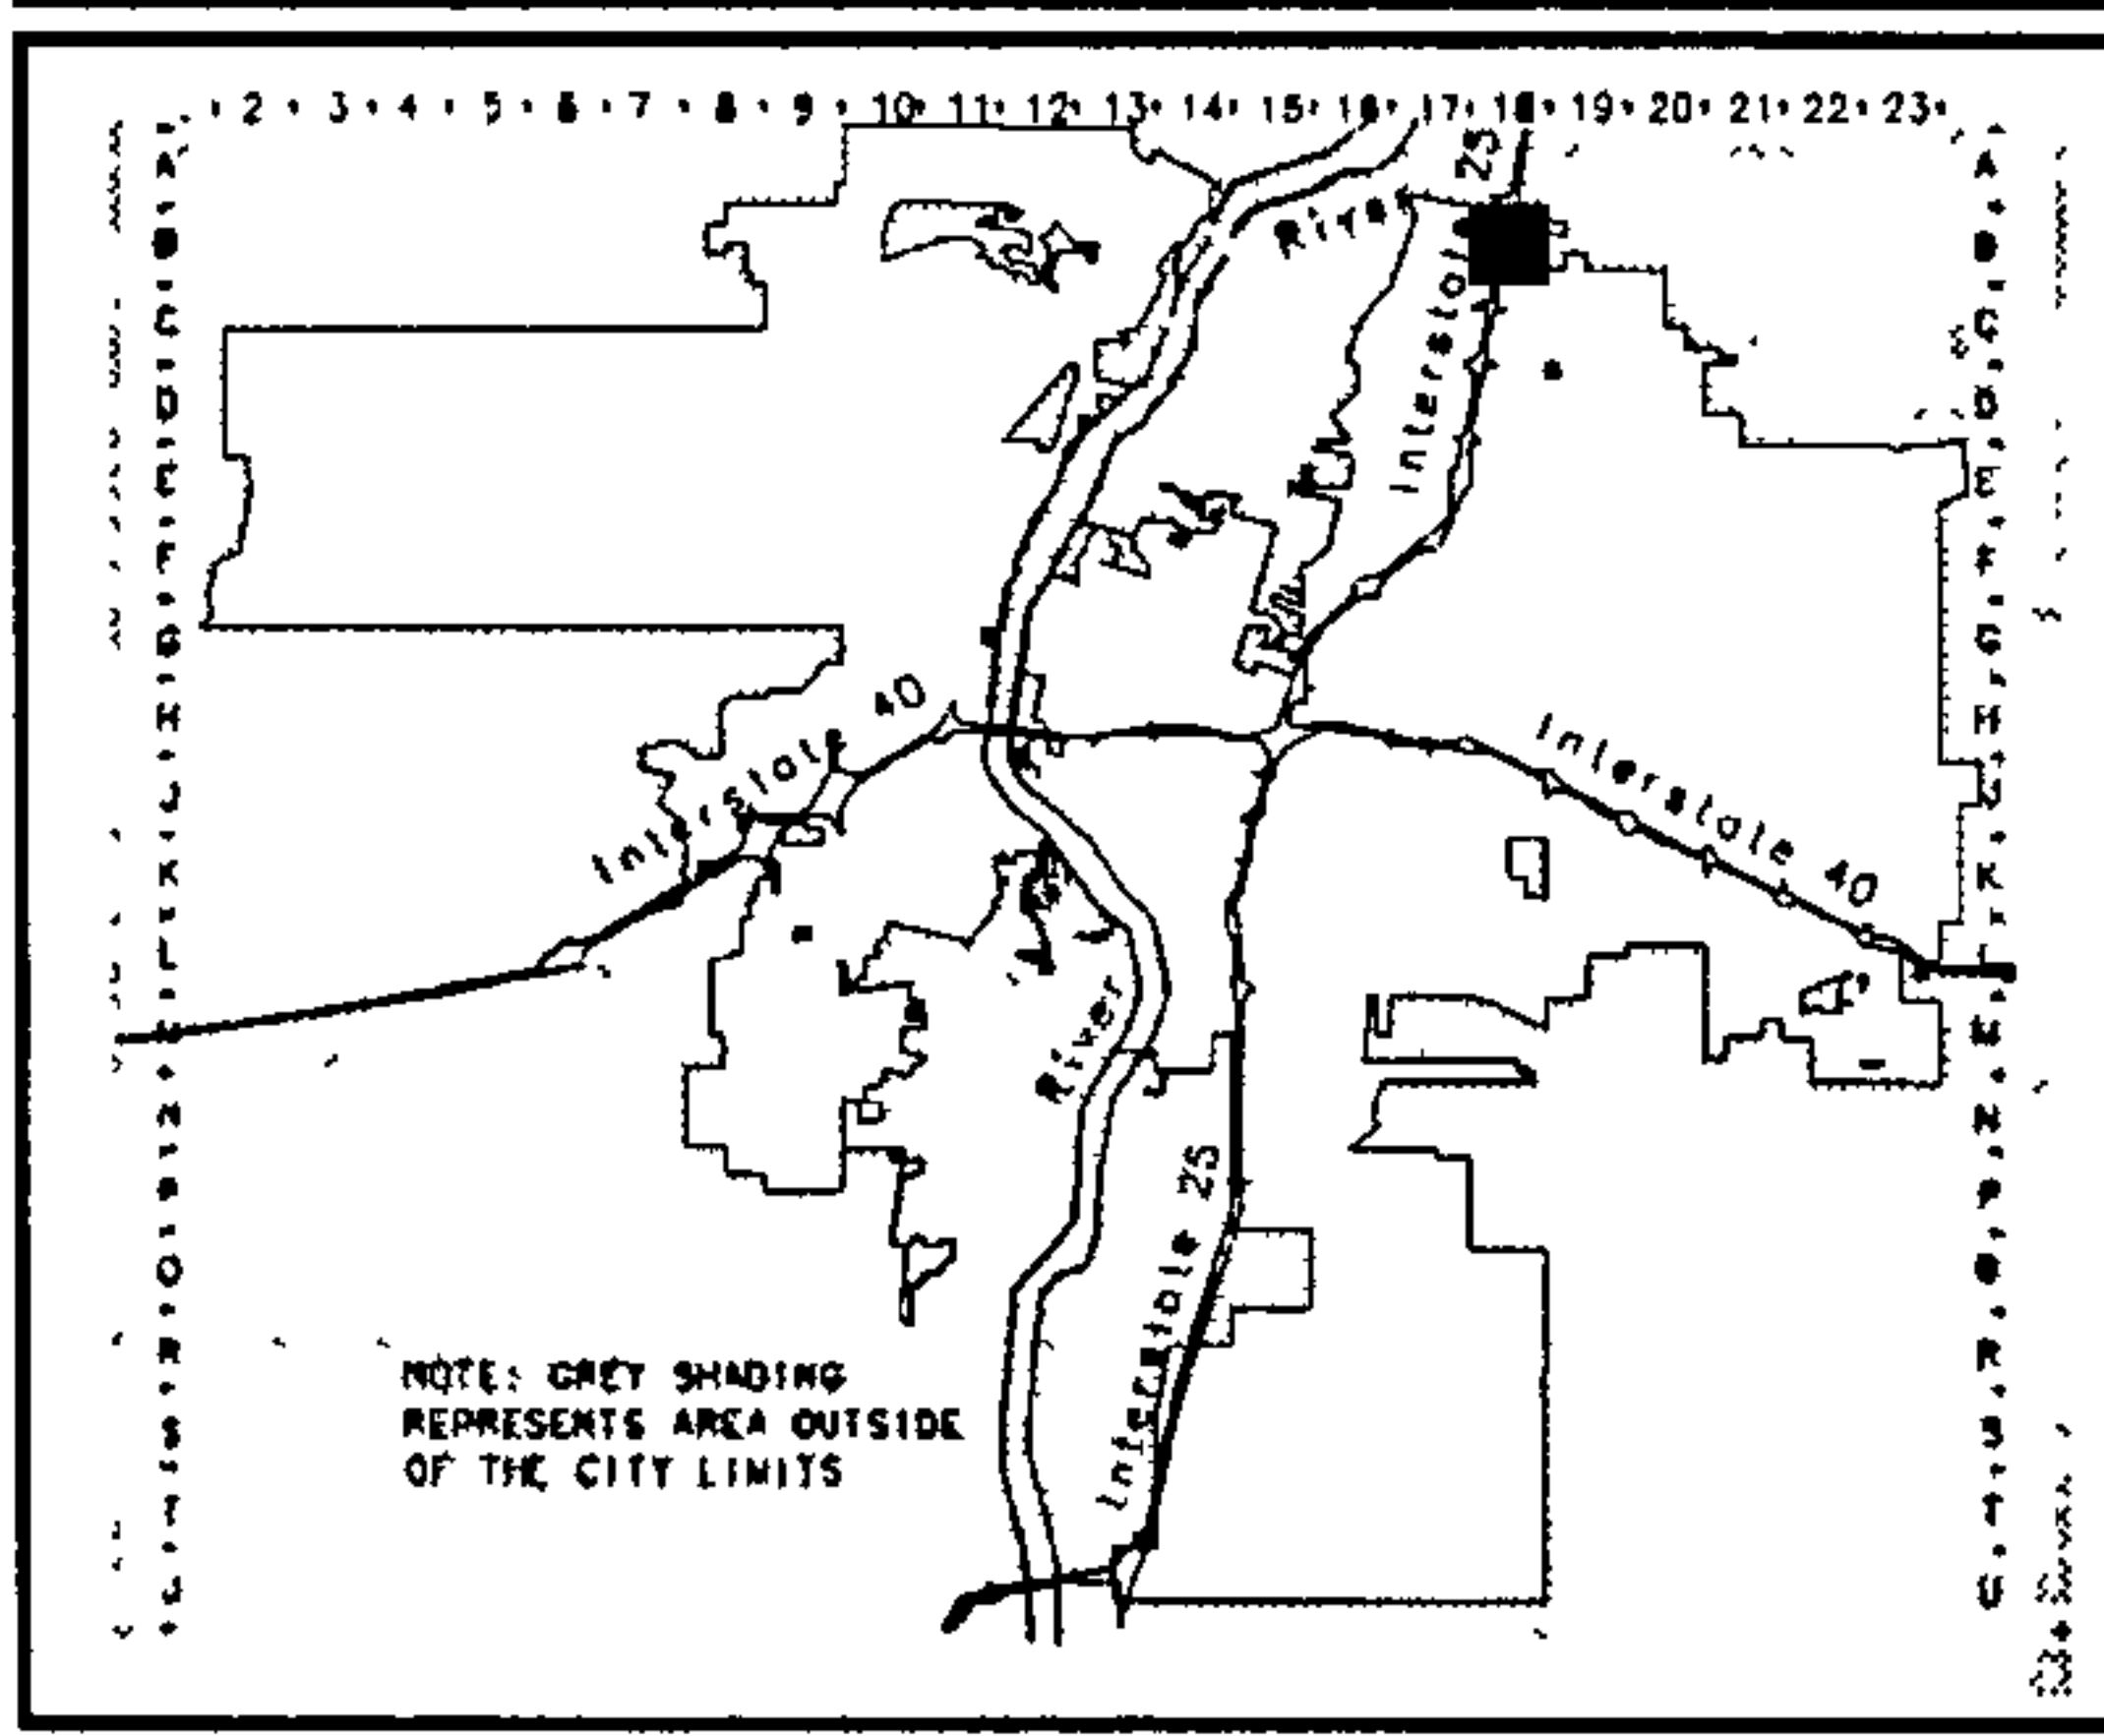 2 3 4 5 6 7 8 9 10 11 12 13 14 15 16 17 18 19 20 21 22 23
A A
B B
C C
D D
E E
F F
G G
H H
J J
K K
L L
M M
N N
P P
Q Q
R R
S S
T T
U U
River
Interstate 25
Interstate 40
Interstate 40
River
Interstate 25
NOTE: GREY SHADING
REPRESENTS AREA OUTSIDE
OF THE CITY LIMITS